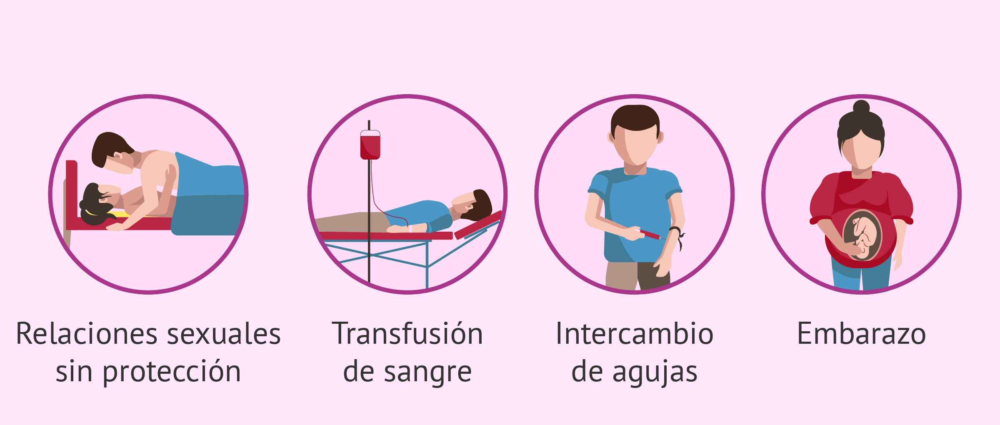 Relaciones sexuales
sin protección
Transfusión
de sangre
Intercambio
de agujas
Embarazo